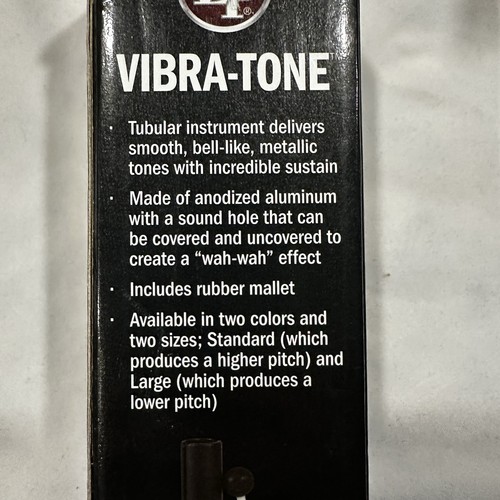 VIBRA-TONE
· Tubular instrument delivers
smooth, bell-like, metallic
tones with incredible sustain
· Made of anodized aluminum
with a sound hole that can
be covered and uncovered to
create a “wah-wah” effect
· Includes rubber mallet
· Available in two colors and
two sizes; Standard (which
produces a higher pitch) and
Large (which produces a
lower pitch)